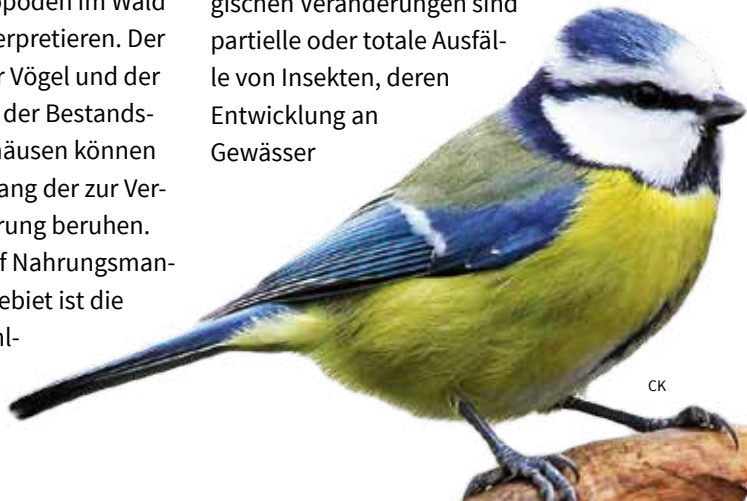 opoden im Wald
erpretieren. Der
r Vögel und der
der Bestands-
äusen können
ang der zur Ver-
rung beruhen.
f Nahrungsman-
ebiet ist die
hl-
gischen Veränderungen sind
partielle oder totale Ausfäl-
le von Insekten, deren
Entwicklung an
Gewässer
CK